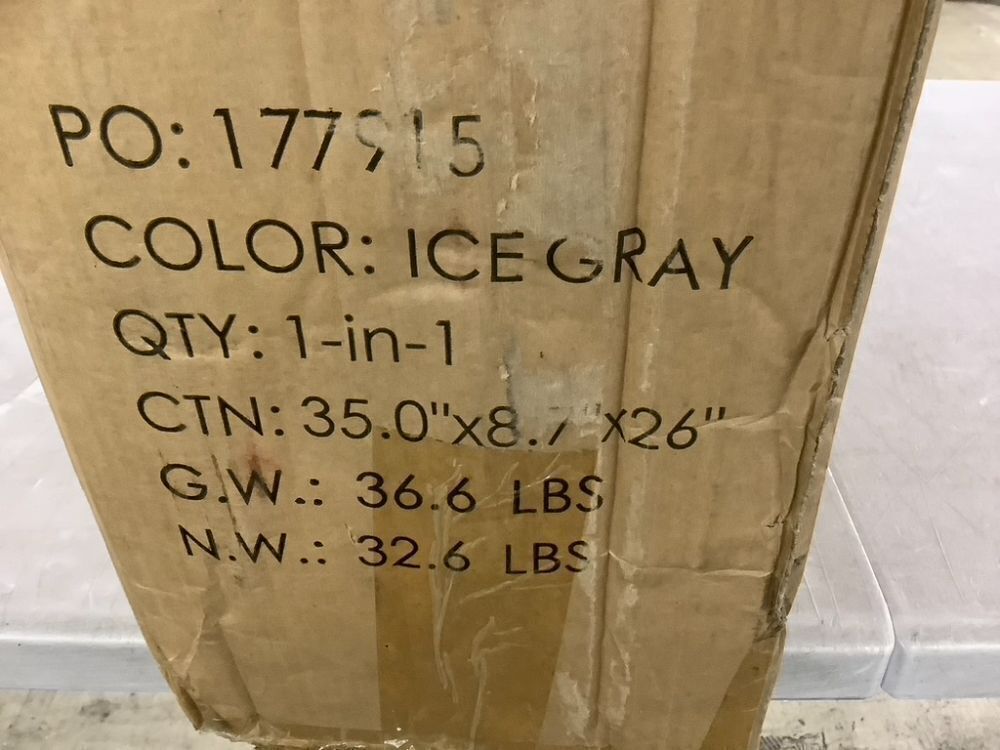 PO: 177915
COLOR: ICE GRAY
QTY: 1-in-1
CTN: 35.0"x8.7"x26"
G.W.: 36.6 LBS
N.W.: 32.6 LBS